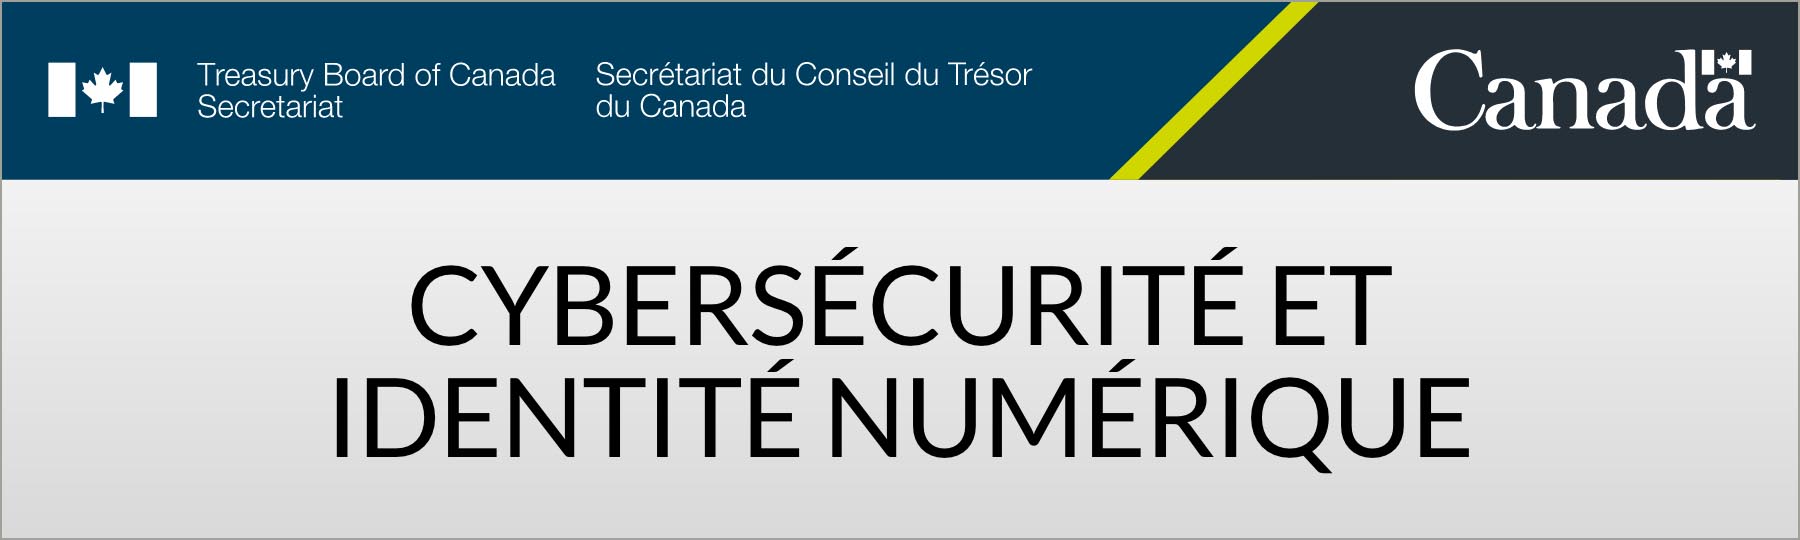 Treasury Board of Canada
Secretariat
Secrétariat du Conseil du Trésor
du Canada
Canada
CYBERSÉCURITÉ ET
IDENTITÉ NUMÉRIQUE